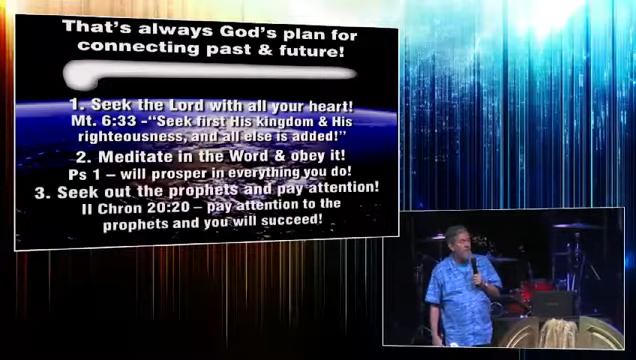 That's always God's plan for
connecting past & future!
1. Seek the Lord with all your heart!
Mt. 6:33 -"Seek first His kingdom & His
righteousness, and all else is added!"
2. Meditate in the Word & obey it!
Ps 1 – will prosper in everything you do!
3. Seek out the prophets and pay attention!
II Chron 20:20 – pay attention to the
prophets and you will succeed!